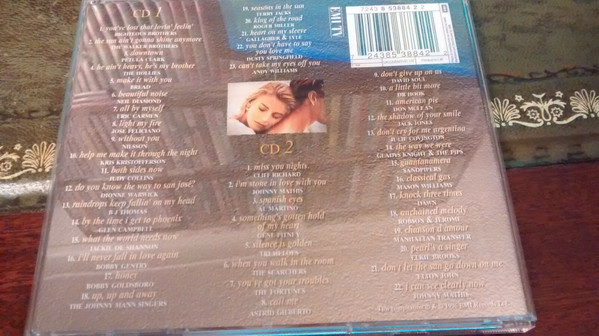 CD 1
1. you've lost that lovin' feelin'
RIGHTEOUS BROTHERS
2. the sun ain't gonna shine anymore
THE WALKER BROTHERS
3. downtown
PETULA CLARK
4. he ain't heavy, he's my brother
THE HOLLIES
5. make it with you
BREAD
6. beautiful noise
NEIL DIAMOND
7. all by myself
ERIC CARMEN
8. light my fire
JOSE FELICIANO
9. without you
NILSSON
10. help me make it through the night
KRIS KRISTOFFERSON
11. both sides now
JUDY COLLINS
12. do you know the way to san jose?
DIONNE WARWICK
13. raindrops keep fallin' on my head
B J THOMAS
14. by the time i get to phoenix
GLEN CAMPBELL
15. what the world needs now
JACKIE DE SHANNON
16. i'll never fall in love again
BOBBY GENTRY
17. honey
BOBBY GOLDSBORO
18. up, up and away
THE JOHNNY MANN SINGERS
19. seasons in the sun
TERRY JACKS
20. king of the road
ROGER MILLER
21. heart on my sleeve
GALLAGHER & LYLE
22. you don't have to say
you love me
DUSTY SPRINGFIELD
23. can't take my eyes off you
ANDY WILLIAMS
CD 2
1. miss you nights
CLIFF RICHARD
2. i'm stone in love with you
JOHNNY MATHIS
3. spanish eyes
AL MARTINO
4. something's gotten hold
of my heart
GENE PITNEY
5. silence is golden
TREMELOES
6. when you walk in the room
THE SEARCHERS
7. you've got your troubles
THE FORTUNES
8. call me
ASTRUD GILBERTO
EMI TV
7243 8 53884 2 2
24385 38842
9. don't give up on us
DAVID SOUL
10. a little bit more
DR HOOK
11. american pie
DON McLEAN
12. the shadow of your smile
JACK JONES
13. don't cry for me argentina
JULIE COVINGTON
14. the way we were
GLADYS KNIGHT & THE PIPS
15. guantanamera
SANDPIPERS
16. classical gas
MASON WILLIAMS
17. knock three times
DAWN
18. unchained melody
ROBSON & JEROME
19. chanson d'amour
MANHATTAN TRANSFER
20. pearl's a singer
ELKIE BROOKS
21. don't let the sun go down on me
ELTON JOHN
22. i can see clearly now
JOHNNY MATHIS